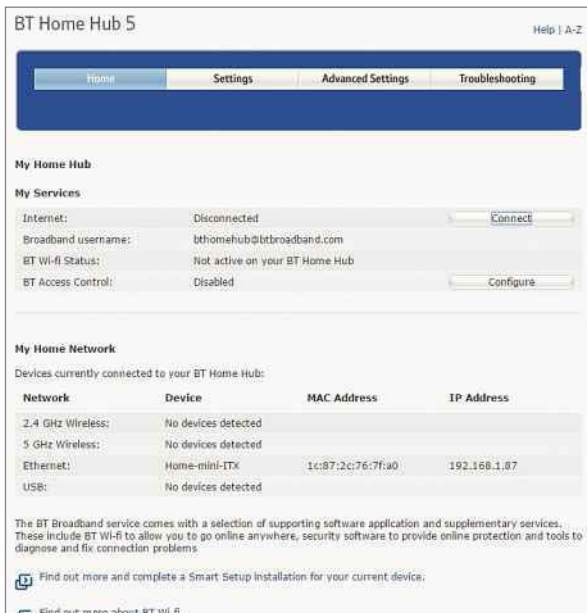 BT Home Hub 5
Help | A-Z
Home Settings Advanced Settings Troubleshooting
My Home Hub
My Services
Internet: Disconnected Connect
Broadband username: bthomehub@btbroadband.com
BT Wi-fi Status: Not active on your BT Home Hub
BT Access Control: Disabled Configure
My Home Network
Devices currently connected to your BT Home Hub:
Network Device MAC Address IP Address
2.4 GHz Wireless: No devices detected
5 GHz Wireless: No devices detected
Ethernet: Home-mini-ITX 1c:87:2c:76:7f:a0 192.168.1.87
USB: No devices detected
The BT Broadband service comes with a selection of supporting software application and supplementary services.
These include BT Wi-fi to allow you to go online anywhere, security software to provide online protection and tools to
diagnose and fix connection problems
Find out more and complete a Smart Setup installation for your current device.
Find out more about BT Wi-fi